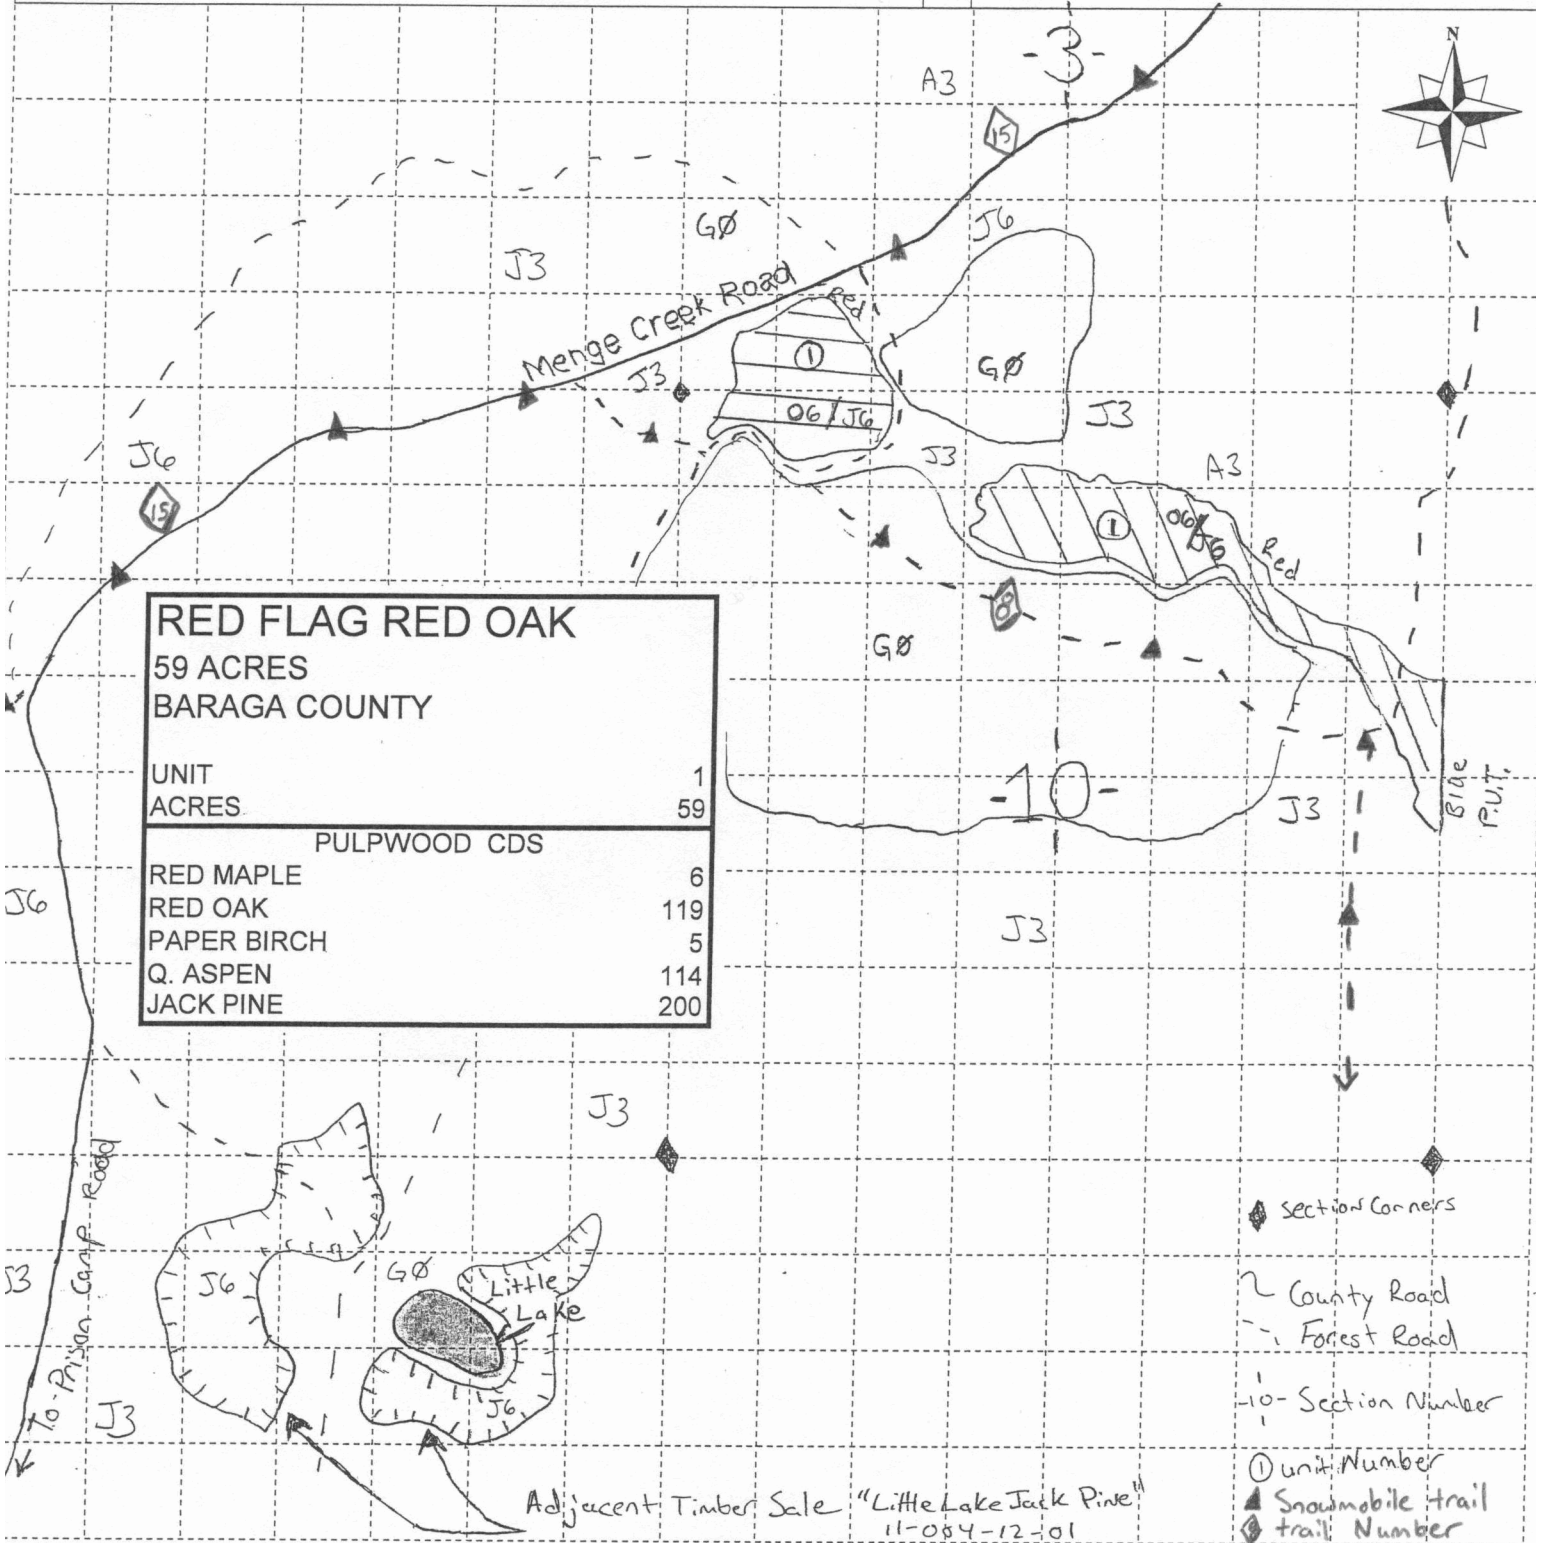 -3-
N
A3
15
J6
GØ
J3
Menge Creek Road
Red
1
GØ
J3
06/J6
J3
J6
J3
A3
15
1
06/J6
Red
8
GØ
RED FLAG RED OAK
59 ACRES
BARAGA COUNTY
UNIT 1
ACRES 59
PULPWOOD CDS
RED MAPLE 6
RED OAK 119
PAPER BIRCH 5
Q. ASPEN 114
JACK PINE 200
-10-
J3
Blue
P.V.T.
J6
J3
J3
To Prison Camp Road
J3
J6
GØ
Little
Lake
J6
J3
Section Corners
County Road
Forest Road
-10- Section Number
1 unit Number
Snowmobile trail
8 trail Number
Adjacent Timber Sale "Little Lake Jack Pine"
11-004-12-01